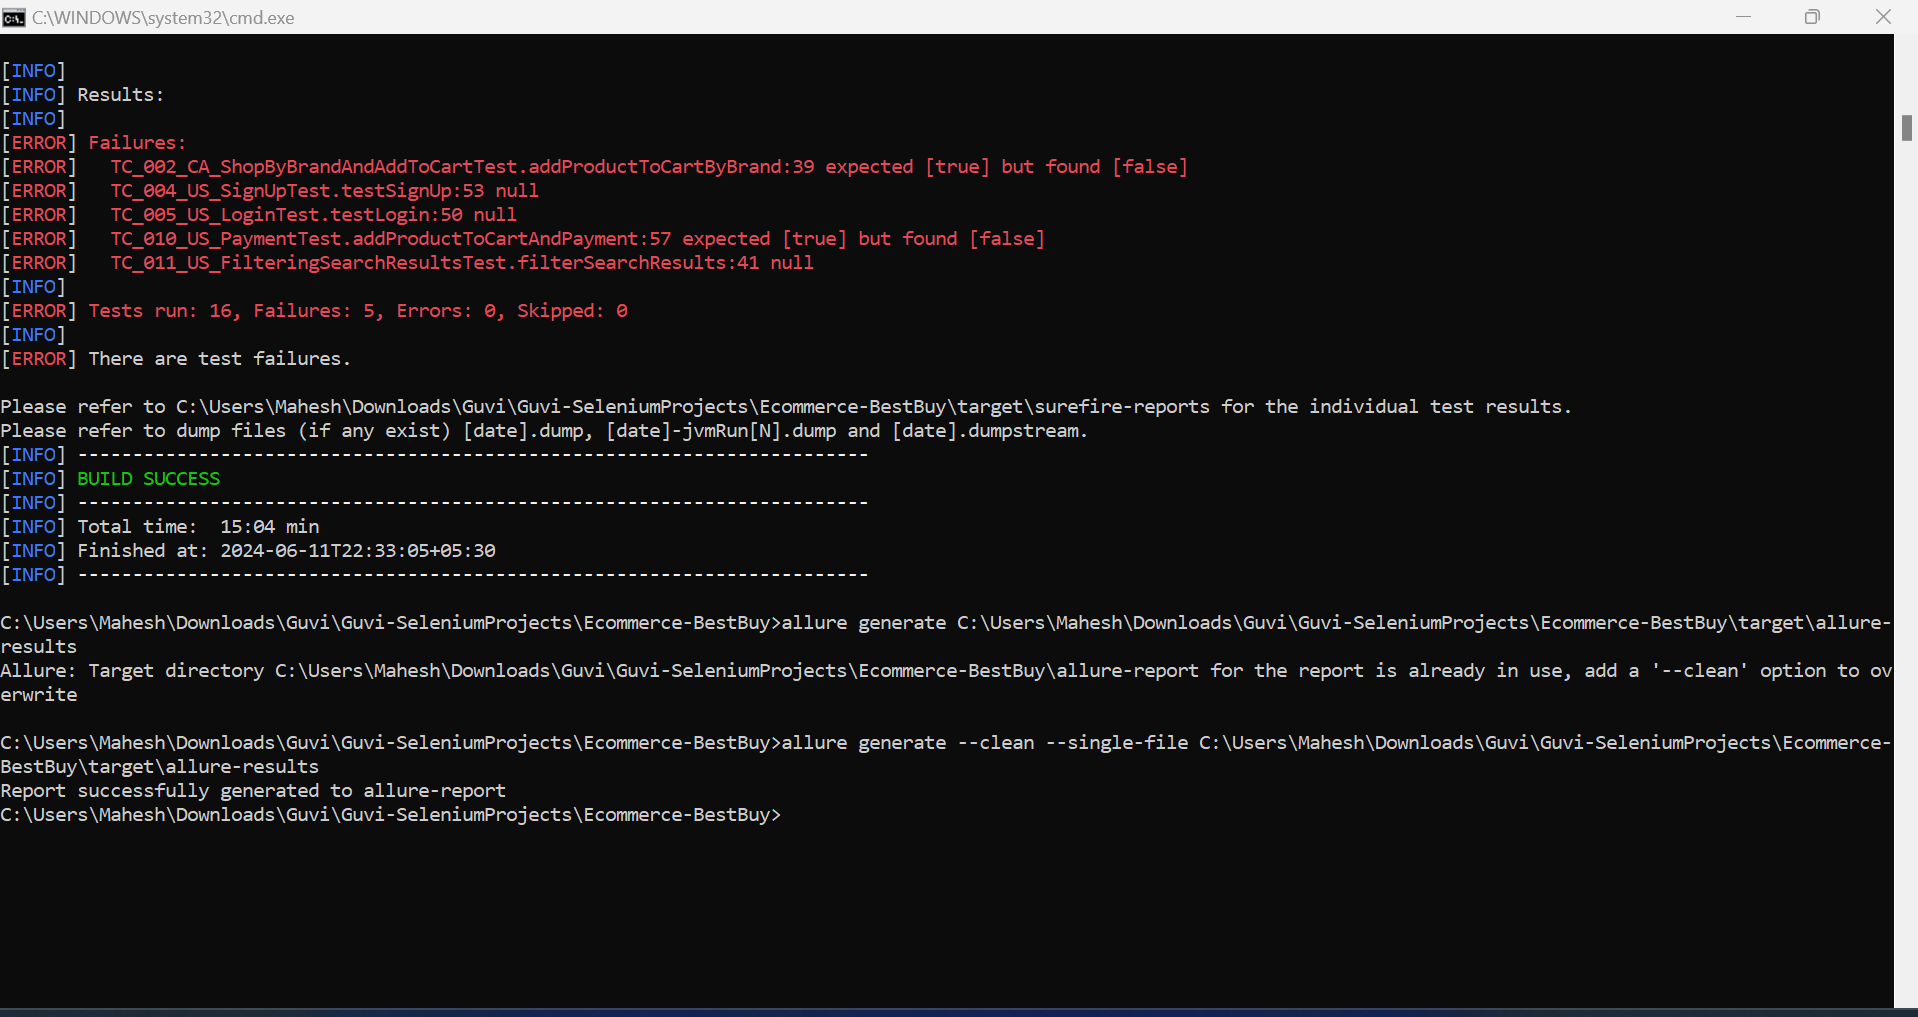 C:\WINDOWS\system32\cmd.exe
[INFO]
[INFO] Results:
[INFO]
[ERROR] Failures:
[ERROR]   TC_002_CA_ShopByBrandAndAddToCartTest.addProductToCartByBrand:39 expected [true] but found [false]
[ERROR]   TC_004_US_SignUpTest.testSignUp:53 null
[ERROR]   TC_005_US_LoginTest.testLogin:50 null
[ERROR]   TC_010_US_PaymentTest.addProductToCartAndPayment:57 expected [true] but found [false]
[ERROR]   TC_011_US_FilteringSearchResultsTest.filterSearchResults:41 null
[INFO]
[ERROR] Tests run: 16, Failures: 5, Errors: 0, Skipped: 0
[INFO]
[ERROR] There are test failures.
Please refer to C:\Users\Mahesh\Downloads\Guvi\Guvi-SeleniumProjects\Ecommerce-BestBuy\target\surefire-reports for the individual test results.
Please refer to dump files (if any exist) [date].dump, [date]-jvmRun[N].dump and [date].dumpstream.
[INFO] ------------------------------------------------------------------------
[INFO] BUILD SUCCESS
[INFO] ------------------------------------------------------------------------
[INFO] Total time:  15:04 min
[INFO] Finished at: 2024-06-11T22:33:05+05:30
[INFO] ------------------------------------------------------------------------
C:\Users\Mahesh\Downloads\Guvi\Guvi-SeleniumProjects\Ecommerce-BestBuy>allure generate C:\Users\Mahesh\Downloads\Guvi\Guvi-SeleniumProjects\Ecommerce-BestBuy\target\allure-
results
Allure: Target directory C:\Users\Mahesh\Downloads\Guvi\Guvi-SeleniumProjects\Ecommerce-BestBuy\allure-report for the report is already in use, add a '--clean' option to ov
erwrite
C:\Users\Mahesh\Downloads\Guvi\Guvi-SeleniumProjects\Ecommerce-BestBuy>allure generate --clean --single-file C:\Users\Mahesh\Downloads\Guvi\Guvi-SeleniumProjects\Ecommerce-
BestBuy\target\allure-results
Report successfully generated to allure-report
C:\Users\Mahesh\Downloads\Guvi\Guvi-SeleniumProjects\Ecommerce-BestBuy>